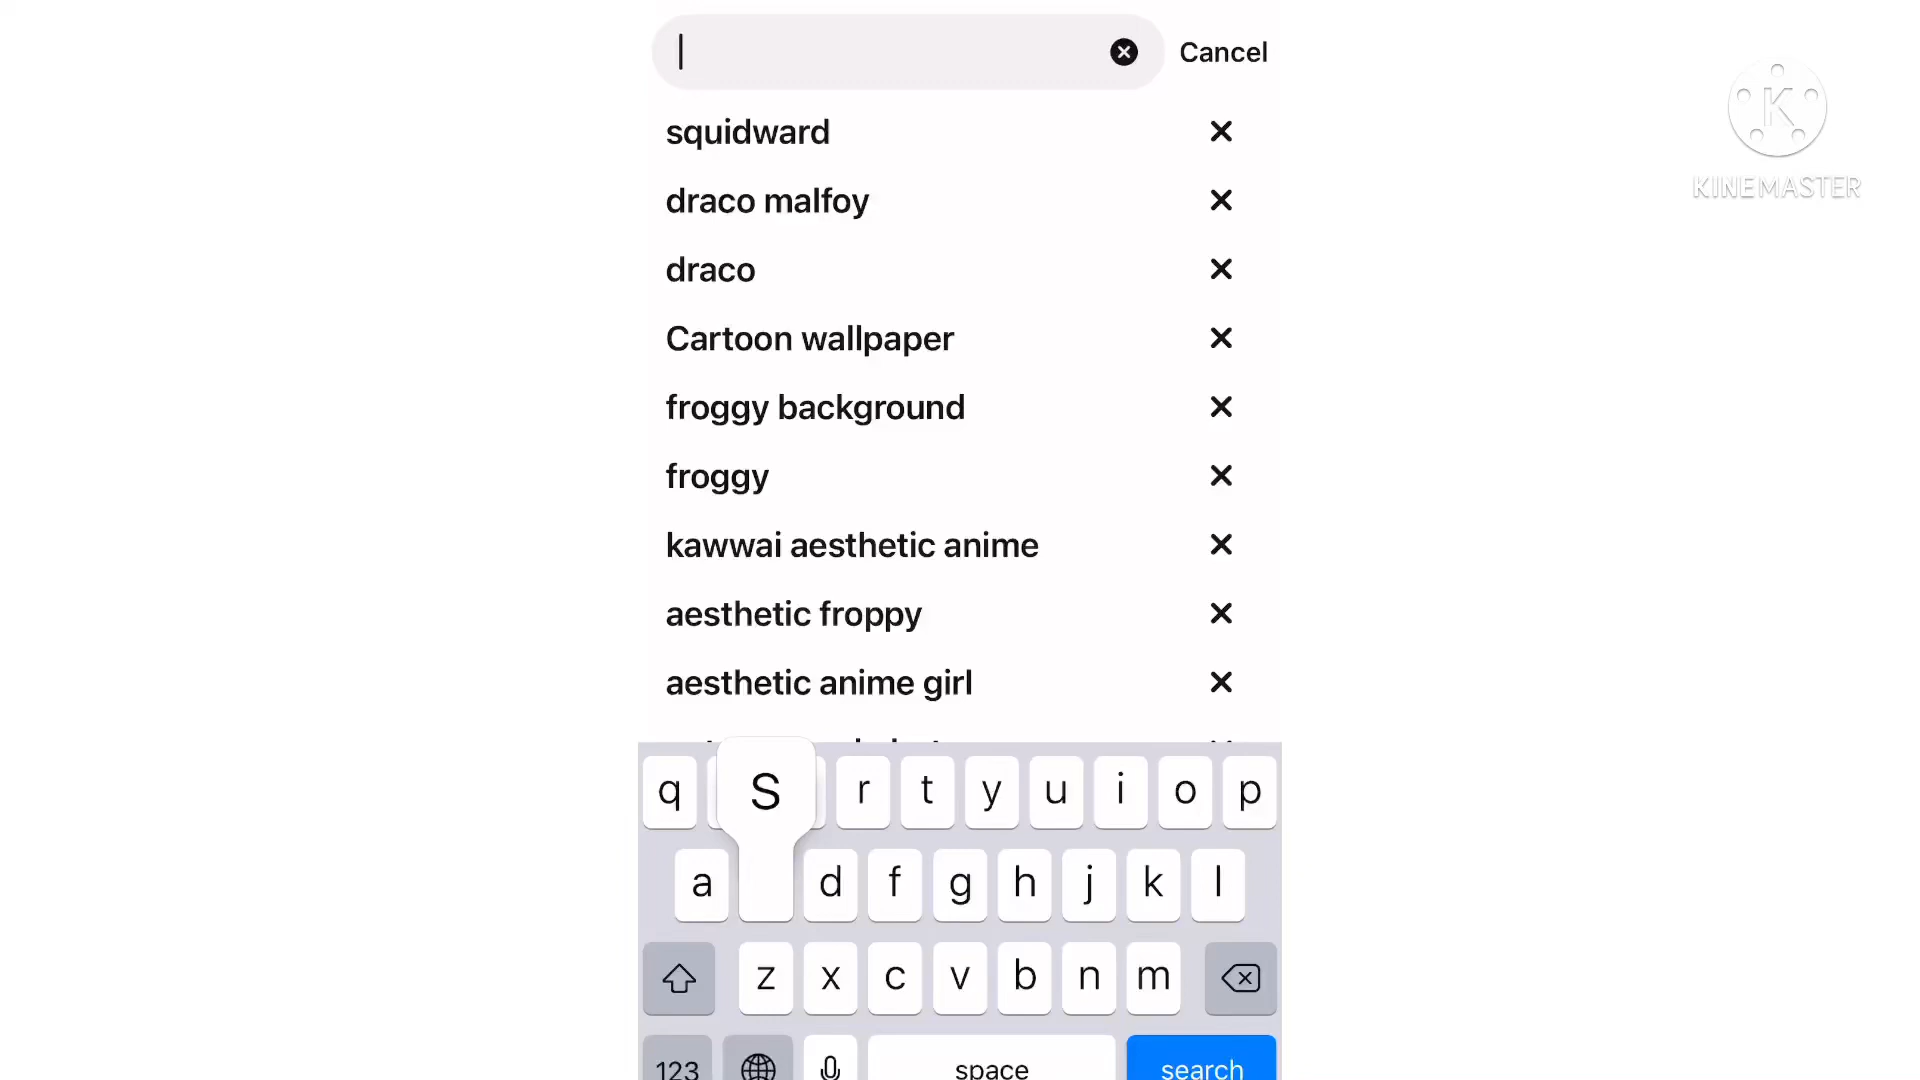 Cancel
squidward
draco malfoy
draco
Cartoon wallpaper
froggy background
froggy
kawwai aesthetic anime
aesthetic froppy
aesthetic anime girl
q S r t y u i o p
a d f g h j k l
z x c v b n m
123 space search
K
KINEMASTER